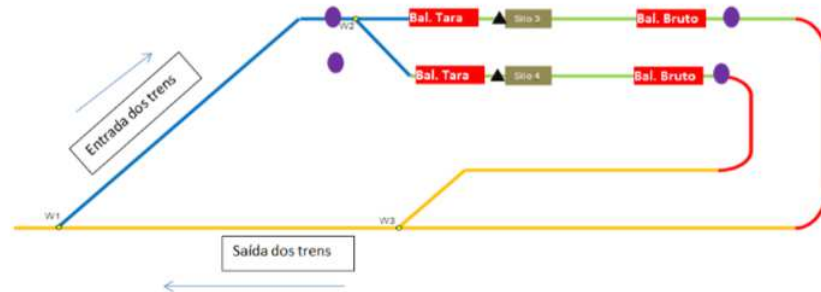 Bal. Tara
Silo 3
Bal. Bruto
W2
Bal. Tara
Silo 4
Bal. Bruto
Entrada dos trens
W1
W3
Saída dos trens